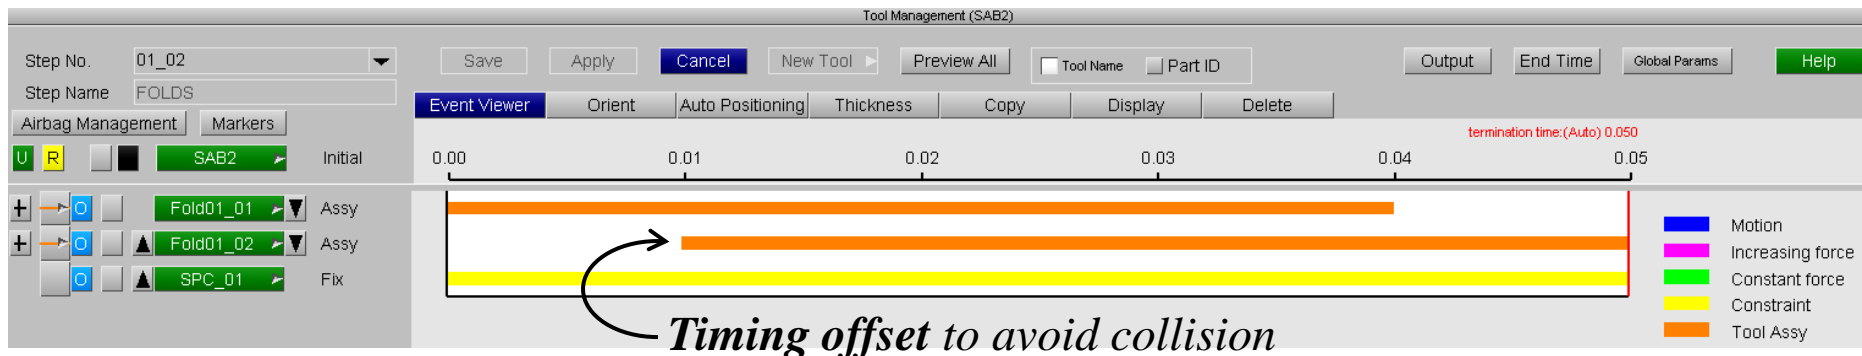 Tool Management (SAB2)
Step No. 01_02 Save Apply Cancel New Tool Preview All Tool Name Part ID Output End Time Global Params Help
Step Name FOLDS
Event Viewer Orient Auto Positioning Thickness Copy Display Delete
Airbag Management Markers
termination time:(Auto) 0.050
U R SAB2 Initial 0.00 0.01 0.02 0.03 0.04 0.05
+ O Fold01_01 Assy
+ O Fold01_02 Assy
O SPC_01 Fix
Motion
Increasing force
Constant force
Constraint
Tool Assy
Timing offset to avoid collision